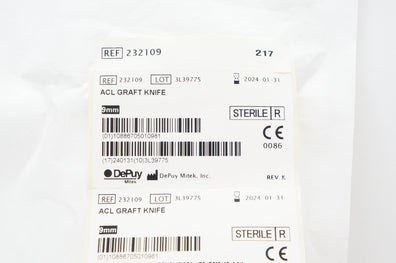 REF 232109 217
REF 232109 LOT 3L39775 2024-01-31
ACL GRAFT KNIFE
9mm
STERILE R
(01)10886705010981
CE
0086
(17)240131(10)3L39775
DePuy Mitek DePuy Mitek, Inc. REV. K
REF 232109 LOT 3L39775 2024-01-31
ACL GRAFT KNIFE
9mm
STERILE R
(01)10886705010981
CE